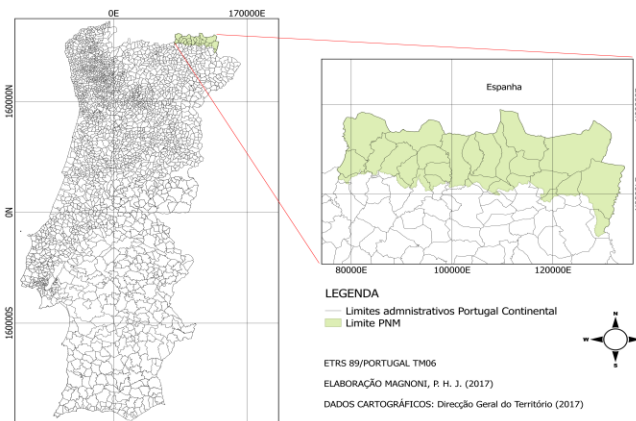 0E 170000E
160000N
0N
160000S
Espanha
80000E 100000E 120000E
LEGENDA
Limites admnistrativos Portugal Continental
Limite PNM
N
W E
S
ETRS 89/PORTUGAL TM06
ELABORAÇÃO MAGNONI, P. H. J. (2017)
DADOS CARTOGRÁFICOS: Direcção Geral do Território (2017)